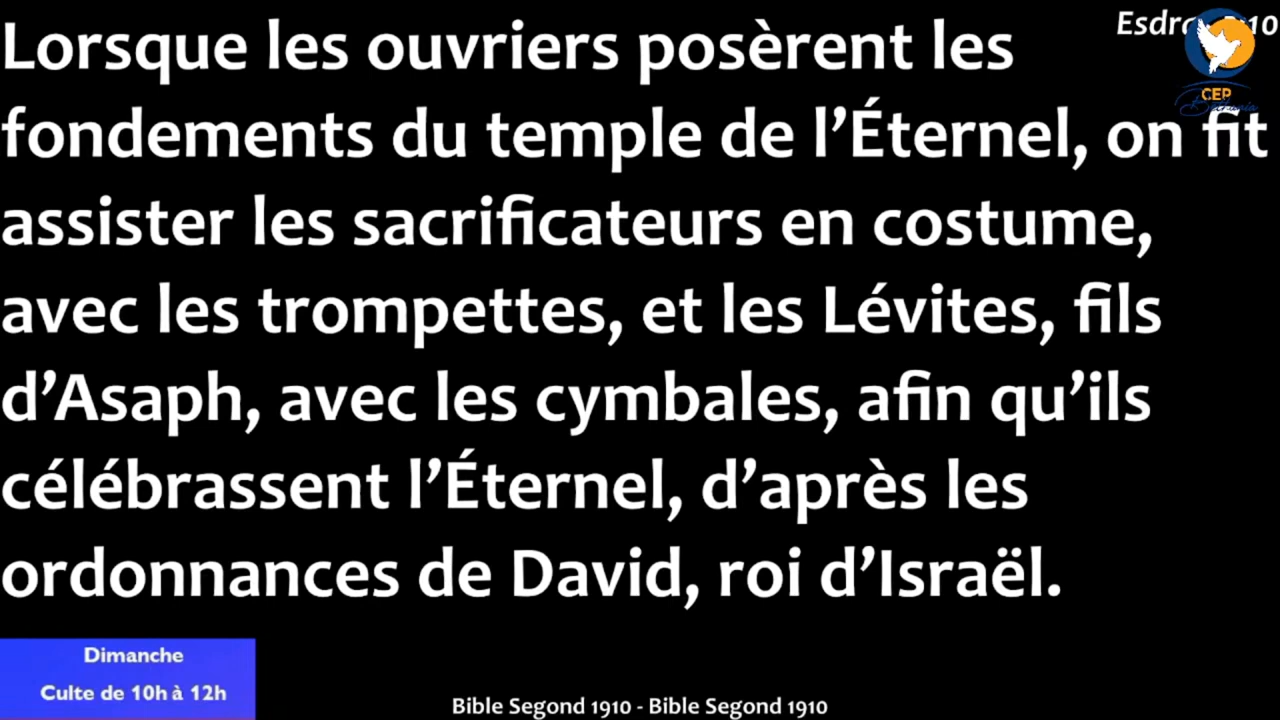 Lorsque les ouvriers posèrent les
fondements du temple de l’Éternel, on fit
assister les sacrificateurs en costume,
avec les trompettes, et les Lévites, fils
d’Asaph, avec les cymbales, afin qu’ils
célébrassent l’Éternel, d’après les
ordonnances de David, roi d’Israël.
CEP
Dimanche
Culte de 10h à 12h
Bible Segond 1910 - Bible Segond 1910